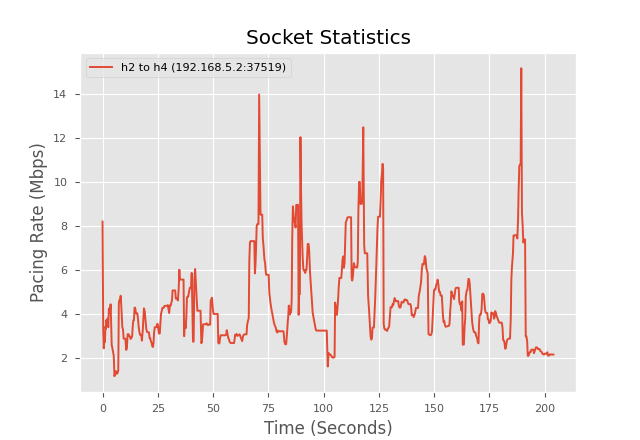 Socket Statistics
h2 to h4 (192.168.5.2:37519)
14
12
10
8
6
4
2
Pacing Rate (Mbps)
0 25 50 75 100 125 150 175 200
Time (Seconds)